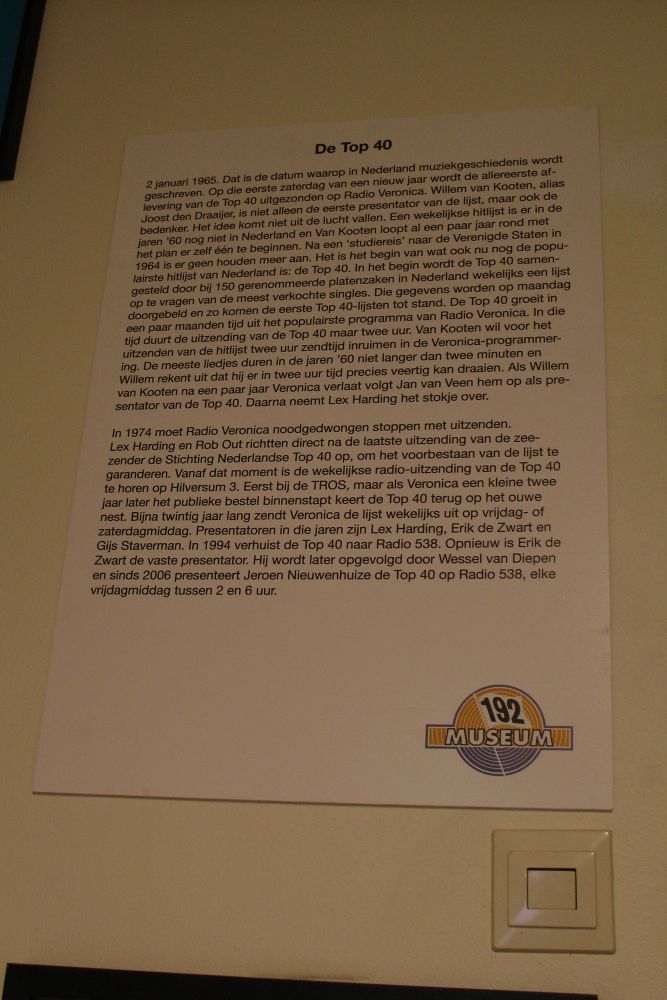 De Top 40
2 januari 1965. Dat is de datum waarop in Nederland muziekgeschiedenis wordt
geschreven. Op die eerste zaterdag van een nieuw jaar wordt de allereerste af-
levering van de Top 40 uitgezonden op Radio Veronica. Willem van Kooten, alias
Joost den Draaijer, is niet alleen de eerste presentator van de lijst, maar ook de
bedenker. Het idee komt niet uit de lucht vallen. Een wekelijkse hitlijst is er in de
jaren '60 nog niet in Nederland en Van Kooten loopt al een paar jaar rond met
het plan er zelf één te beginnen. Na een 'studiereis' naar de Verenigde Staten in
1964 is er geen houden meer aan. Het is het begin van wat ook nu nog de popu-
lairste hitlijst van Nederland is: de Top 40. In het begin wordt de Top 40 samen-
gesteld door bij 150 gerenommeerde platenzaken in Nederland wekelijks een lijst
op te vragen van de meest verkochte singles. Die gegevens worden op maandag
doorgebeld en zo komen de eerste Top 40-lijsten tot stand. De Top 40 groeit in
een paar maanden tijd uit het populairste programma van Radio Veronica. In die
tijd duurt de uitzending van de Top 40 maar twee uur. Van Kooten wil voor het
uitzenden van de hitlijst twee uur zendtijd inruimen in de Veronica-programmer-
ing. De meeste liedjes duren in de jaren '60 niet langer dan twee minuten en
Willem rekent uit dat hij er in twee uur tijd precies veertig kan draaien. Als Willem
van Kooten na een paar jaar Veronica verlaat volgt Jan van Veen hem op als pre-
sentator van de Top 40. Daarna neemt Lex Harding het stokje over.
In 1974 moet Radio Veronica noodgedwongen stoppen met uitzenden.
Lex Harding en Rob Out richtten direct na de laatste uitzending van de zee-
zender de Stichting Nederlandse Top 40 op, om het voorbestaan van de lijst te
garanderen. Vanaf dat moment is de wekelijkse radio-uitzending van de Top 40
te horen op Hilversum 3. Eerst bij de TROS, maar als Veronica een kleine twee
jaar later het publieke bestel binnenstapt keert de Top 40 terug op het ouwe
nest. Bijna twintig jaar lang zendt Veronica de lijst wekelijks uit op vrijdag- of
zaterdagmiddag. Presentatoren in die jaren zijn Lex Harding, Erik de Zwart en
Gijs Staverman. In 1994 verhuist de Top 40 naar Radio 538. Opnieuw is Erik de
Zwart de vaste presentator. Hij wordt later opgevolgd door Wessel van Diepen
en sinds 2006 presenteert Jeroen Nieuwenhuize de Top 40 op Radio 538, elke
vrijdagmiddag tussen 2 en 6 uur.
192
MUSEUM